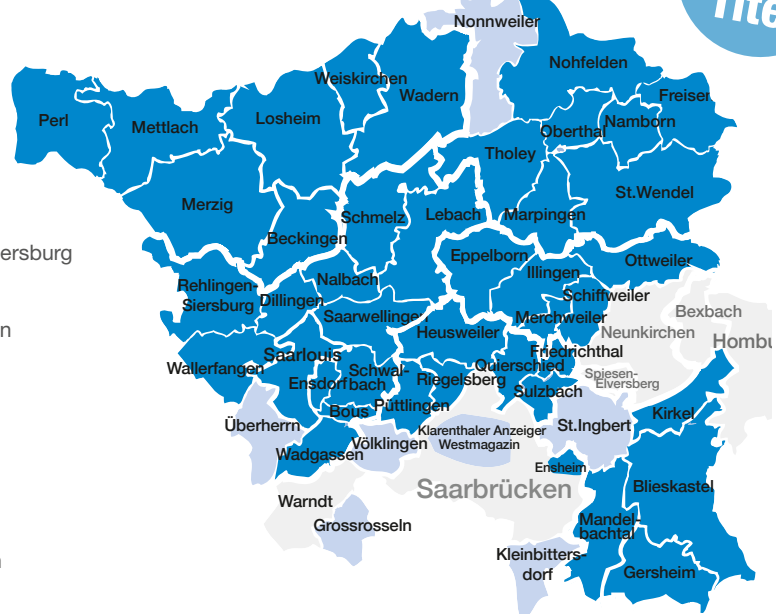 Nonnweiler
Nohfelden
Weiskirchen
Wadern
Freisen
Perl
Mettlach
Losheim
Oberthal
Namborn
Tholey
St.Wendel
Merzig
Schmelz
Lebach
Marpingen
Beckingen
ersburg
Eppelborn
Ottweiler
Illingen
Rehlingen-
Siersburg
Nalbach
Dillingen
Schiffweiler
Saarwellingen
Merchweiler
Bexbach
n
Heusweiler
Neunkirchen
Hombu
Saarlouis
Friedrichthal
Wallerfangen
Quierschied
Schwal-
bach
Riegelsberg
Spiesen-
Elversberg
Ensdorf
Sulzbach
Bous
Püttlingen
Kirkel
Überherrn
Klarenthaler Anzeiger
Westmagazin
St.Ingbert
Völklingen
Wadgassen
Ensheim
Saarbrücken
Blieskastel
Warndt
Grossrosseln
Mandel-
bachtal
Kleinbitters-
dorf
Gersheim